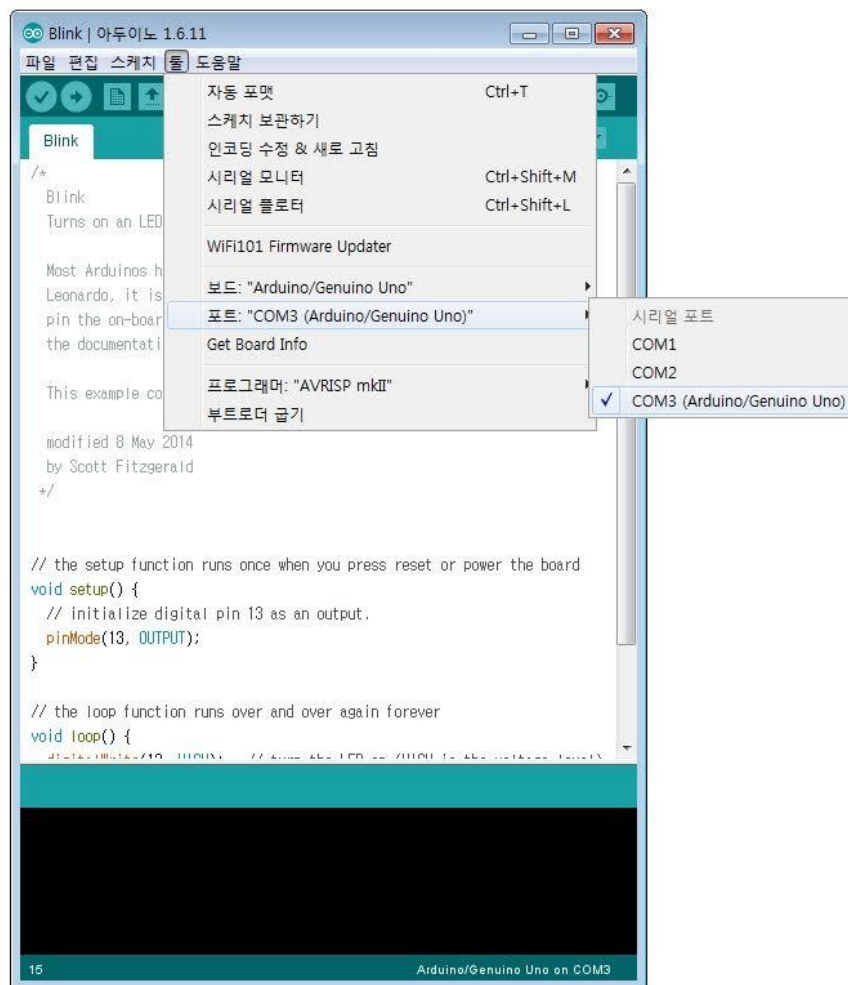 Blink | 아두이노 1.6.11
파일 편집 스케치 툴 도움말
자동 포맷 Ctrl+T
스케치 보관하기
인코딩 수정 & 새로 고침
시리얼 모니터 Ctrl+Shift+M
시리얼 플로터 Ctrl+Shift+L
WiFi101 Firmware Updater
보드: "Arduino/Genuino Uno"
포트: "COM3 (Arduino/Genuino Uno)"
Get Board Info
프로그래머: "AVRISP mkII"
부트로더 굽기
시리얼 포트
COM1
COM2
✓ COM3 (Arduino/Genuino Uno)
Blink
/*
Blink
Turns on an LED
Most Arduinos h
Leonardo, it is
pin the on-boar
the documentati
This example co
modified 8 May 2014
by Scott Fitzgerald
*/
// the setup function runs once when you press reset or power the board
void setup() {
// initialize digital pin 13 as an output.
pinMode(13, OUTPUT);
}
// the loop function runs over and over again forever
void loop() {
15
Arduino/Genuino Uno on COM3